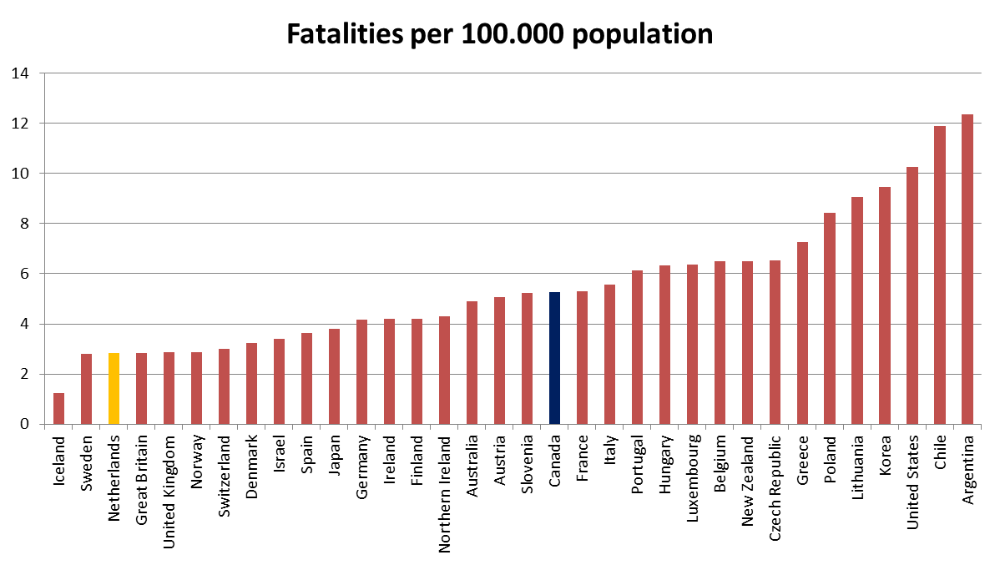 Fatalities per 100.000 population
14
12
10
8
6
4
2
0
Iceland
Sweden
Netherlands
Great Britain
United Kingdom
Norway
Switzerland
Denmark
Israel
Spain
Japan
Germany
Ireland
Finland
Northern Ireland
Australia
Austria
Slovenia
Canada
France
Italy
Portugal
Hungary
Luxembourg
Belgium
New Zealand
Czech Republic
Greece
Poland
Lithuania
Korea
United States
Chile
Argentina